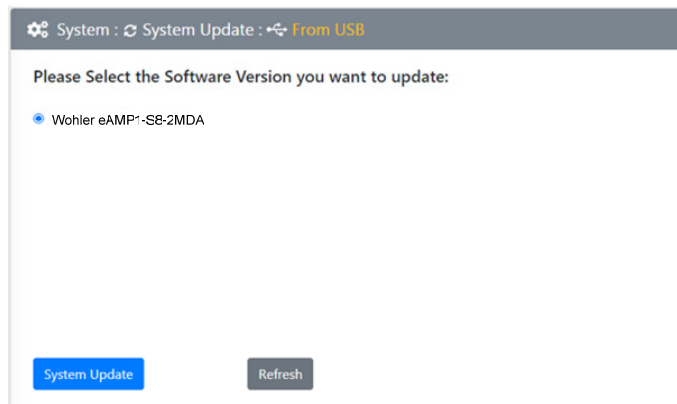 System : System Update : From USB
Please Select the Software Version you want to update:
Wohler eAMP1-S8-2MDA
System Update
Refresh